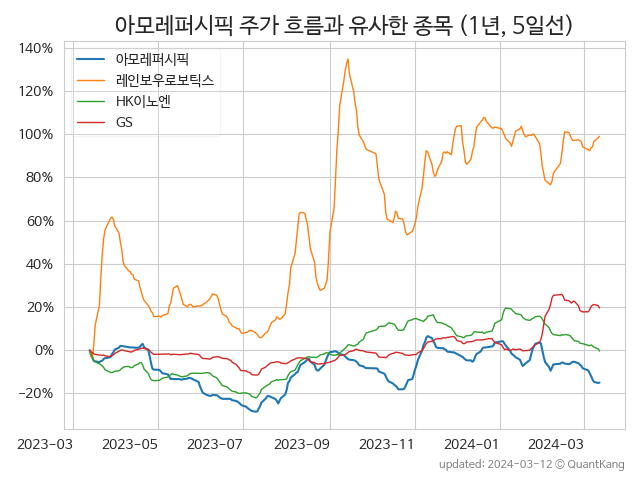 아모레퍼시픽 주가 흐름과 유사한 종목 (1년, 5일선)
140%
120%
100%
80%
60%
40%
20%
0%
−20%
아모레퍼시픽
레인보우로보틱스
HK이노엔
GS
2023-03
2023-05
2023-07
2023-09
2023-11
2024-01
2024-03
updated: 2024-03-12 © QuantKang